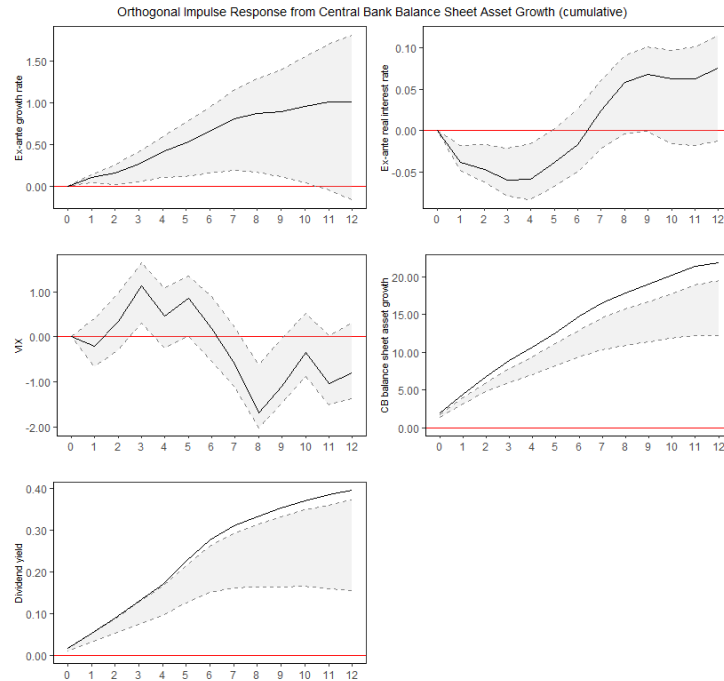 Orthogonal Impulse Response from Central Bank Balance Sheet Asset Growth (cumulative)
Ex-ante growth rate
1.50
1.00
0.50
0.00
0 1 2 3 4 5 6 7 8 9 10 11 12
Ex-ante real interest rate
0.10
0.05
0.00
-0.05
0 1 2 3 4 5 6 7 8 9 10 11 12
VIX
1.00
0.00
-1.00
-2.00
0 1 2 3 4 5 6 7 8 9 10 11 12
CB balance sheet asset growth
20.00
15.00
10.00
5.00
0.00
0 1 2 3 4 5 6 7 8 9 10 11 12
Dividend yield
0.40
0.30
0.20
0.10
0.00
0 1 2 3 4 5 6 7 8 9 10 11 12